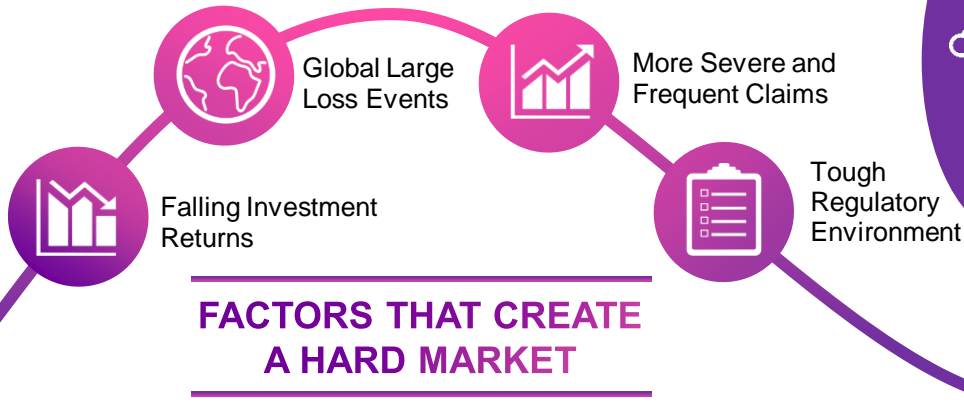 Global Large
Loss Events
More Severe and
Frequent Claims
Falling Investment
Returns
Tough
Regulatory
Environment
FACTORS THAT CREATE
A HARD MARKET